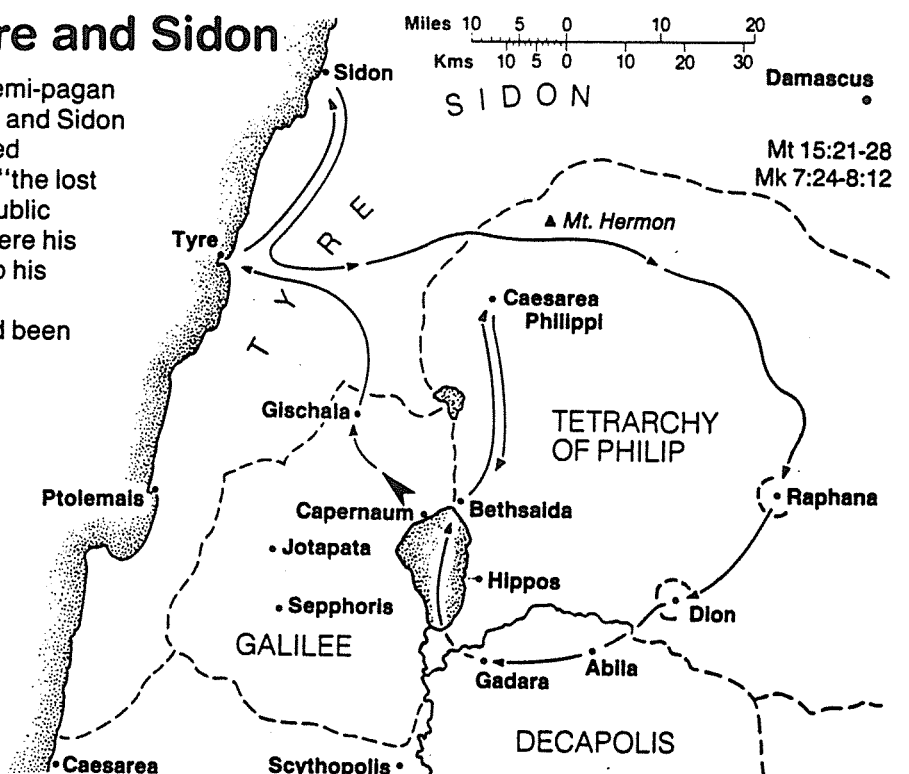 re and Sidon
emi-pagan
and Sidon
ed
"the lost
ublic
ere his
o his
d been
Miles 10 5 0 10 20
Kms 10 5 0 10 20 30
Sidon
SIDON
Damascus
Mt 15:21-28
Mk 7:24-8:12
Tyre
TYRE
Mt. Hermon
Caesarea
Philippi
Gischala
TETRARCHY
OF PHILIP
Ptolemais
Capernaum
Bethsaida
Raphana
Jotapata
Hippos
Sepphoris
Dion
GALILEE
Gadara
Abila
DECAPOLIS
Caesarea
Scythopolis